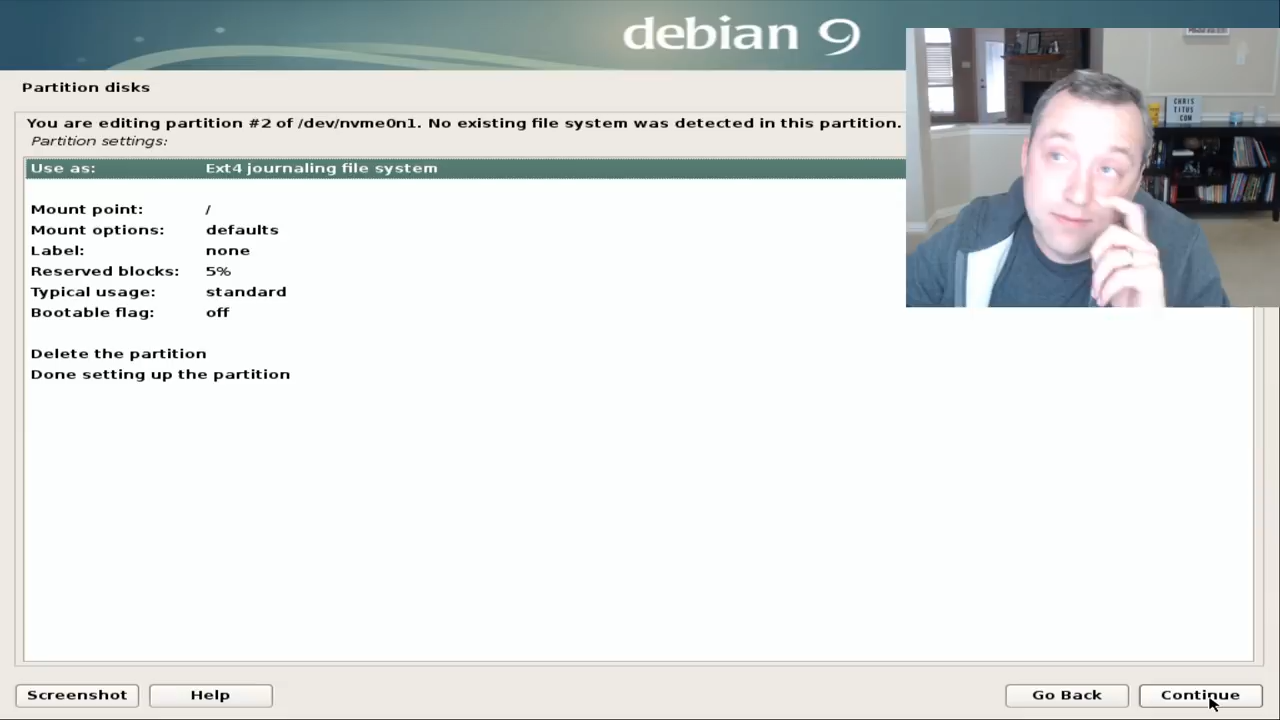 debian 9
Partition disks
You are editing partition #2 of /dev/nvme0n1. No existing file system was detected in this partition.
Partition settings:
Use as: Ext4 journaling file system
Mount point: /
Mount options: defaults
Label: none
Reserved blocks: 5%
Typical usage: standard
Bootable flag: off
Delete the partition
Done setting up the partition
CHRIS
TITUS
COM
Screenshot Help Go Back Continue